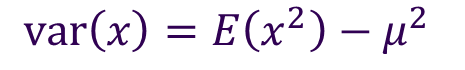 var(x) = E(x²) − μ²